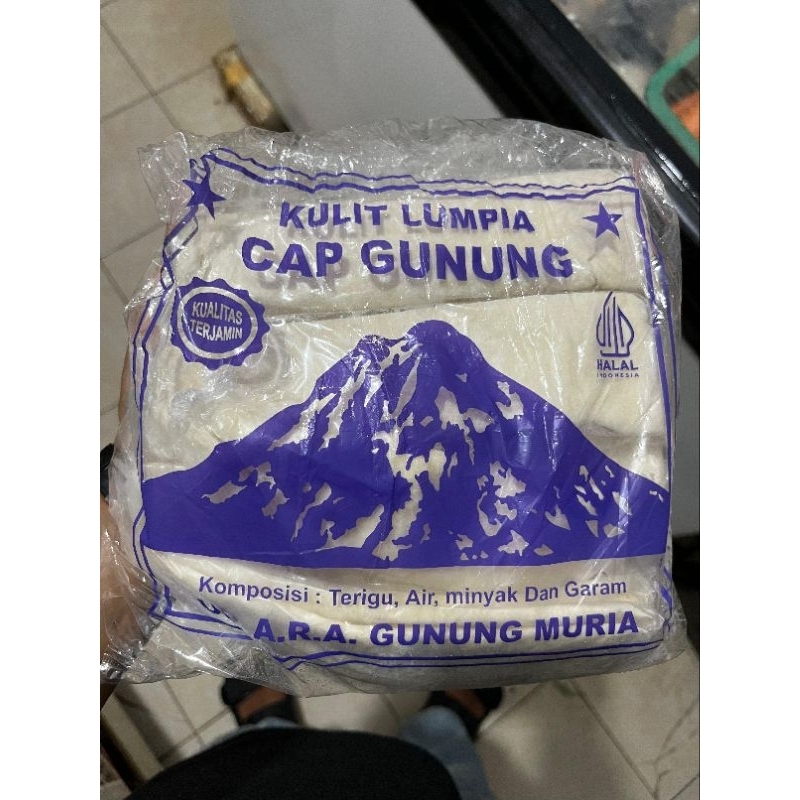 KULIT LUMPIA
CAP GUNUNG
KUALITAS
TERJAMIN
HALAL
INDONESIA
Komposisi : Terigu, Air, minyak Dan Garam
A.R.A. GUNUNG MURIA